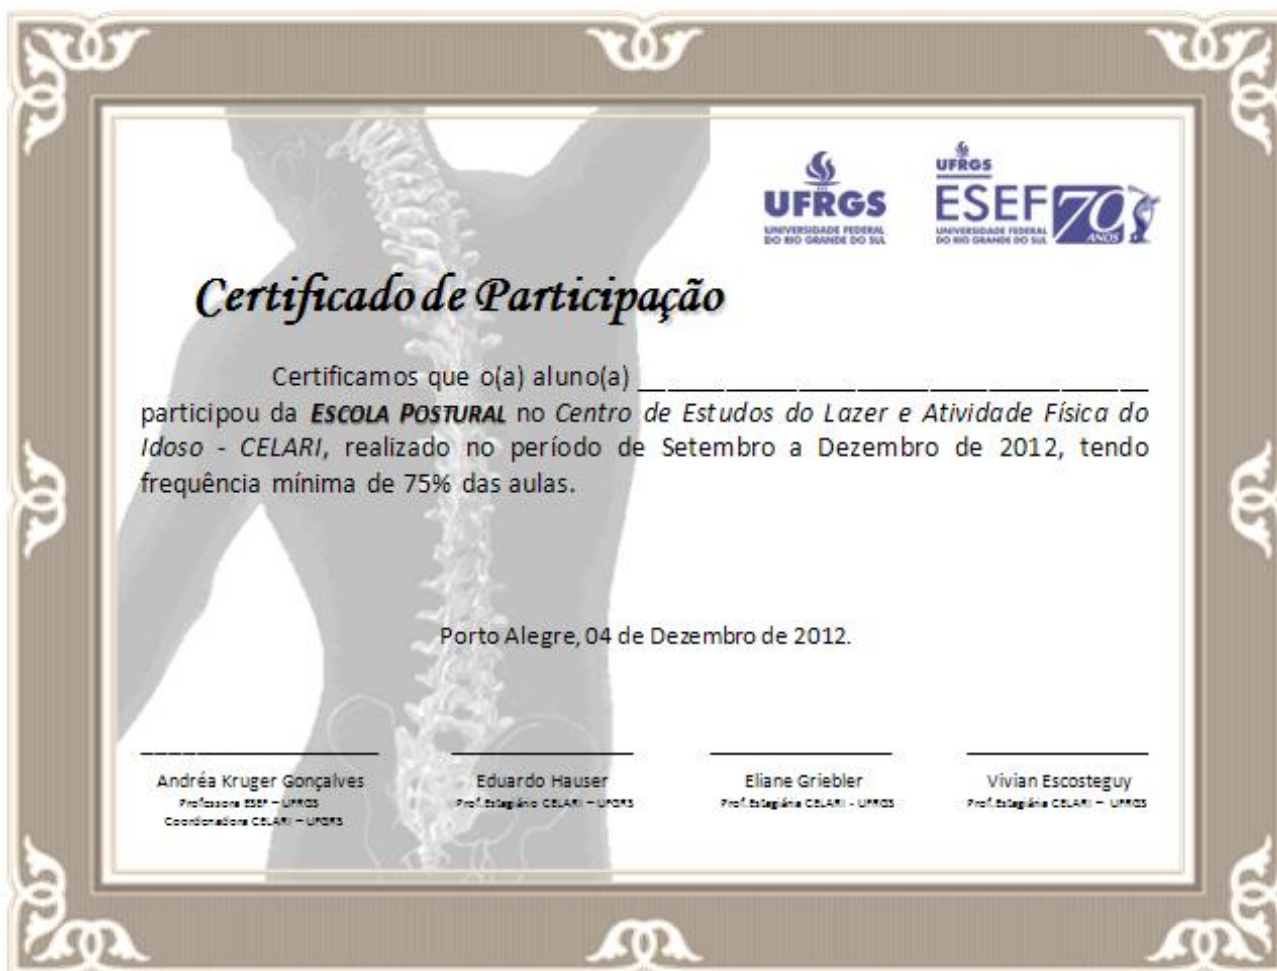 UFRGS
UNIVERSIDADE FEDERAL
DO RIO GRANDE DO SUL
UFRGS
ESEF 70
UNIVERSIDADE FEDERAL
DO RIO GRANDE DO SUL
ANOS
Certificado de Participação
Certificamos que o(a) aluno(a)
participou da ESCOLA POSTURAL no Centro de Estudos do Lazer e Atividade Física do
Idoso - CELARI, realizado no período de Setembro a Dezembro de 2012, tendo
frequência mínima de 75% das aulas.
Porto Alegre, 04 de Dezembro de 2012.
Andréa Kruger Gonçalves
Professora ESEF – UFRGS
Coordenadora CELARI – UFGRS
Eduardo Hauser
Prof.Estagiário CELARI – UFGRS
Eliane Griebler
Prof.Estagiária CELARI - UFRGS
Vivian Escosteguy
Prof.Estagiária CELARI – UFRGS